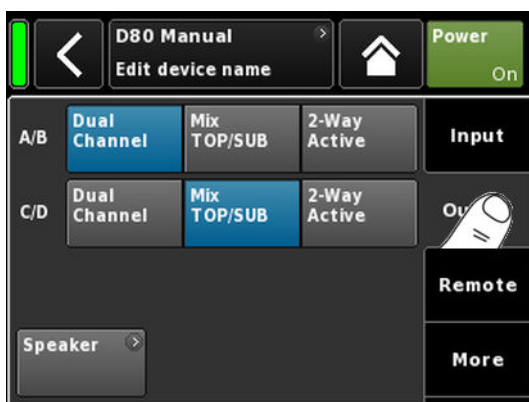 D80 Manual
Edit device name
Power
On
A/B
Dual
Channel
Mix
TOP/SUB
2-Way
Active
Input
C/D
Dual
Channel
Mix
TOP/SUB
2-Way
Active
Remote
Speaker
More